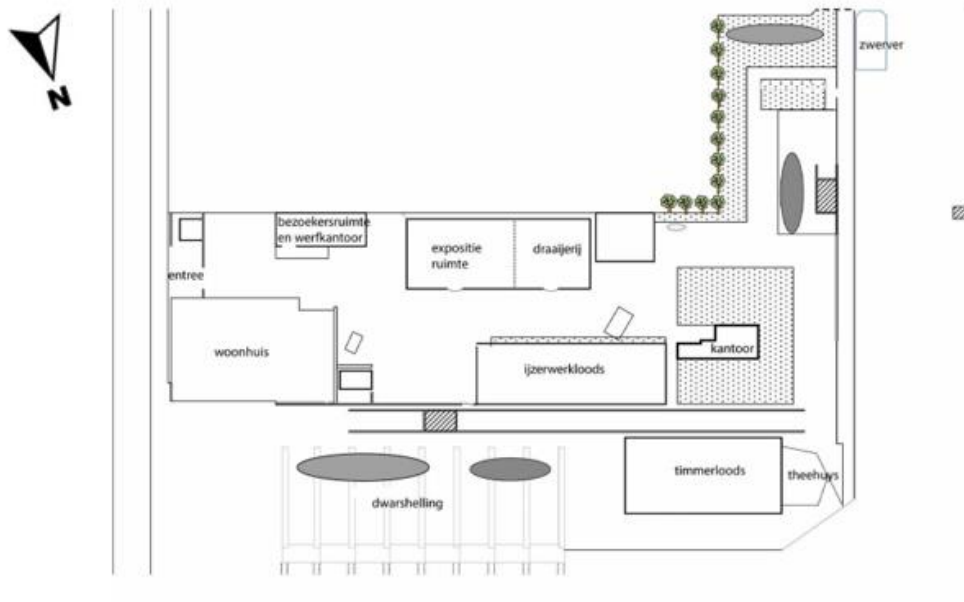 N
zwerver
bezoekersruimte
en werfkantoor
expositie
ruimte
draaijerij
entree
woonhuis
ijzerwerkloods
kantoor
timmerloods
theehuys
dwarshelling